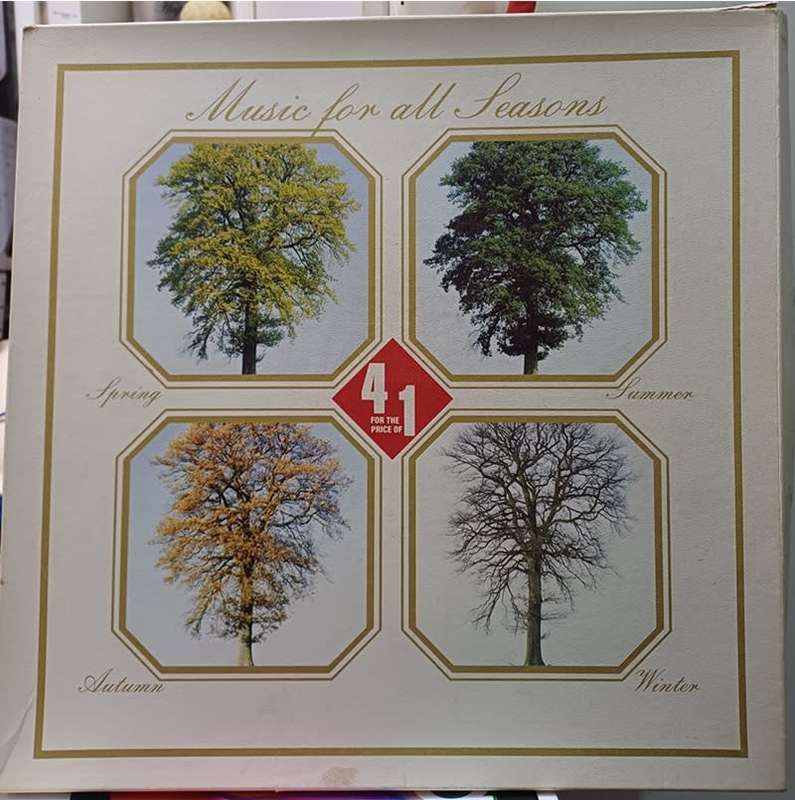 Music for all Seasons
Spring
Summer
4
FOR THE
PRICE OF
1
Autumn
Winter